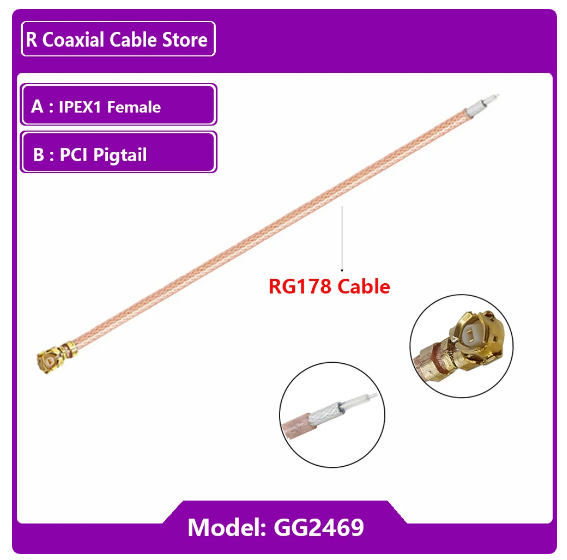 R Coaxial Cable Store
A : IPEX1 Female
B : PCI Pigtail
RG178 Cable
Model: GG2469